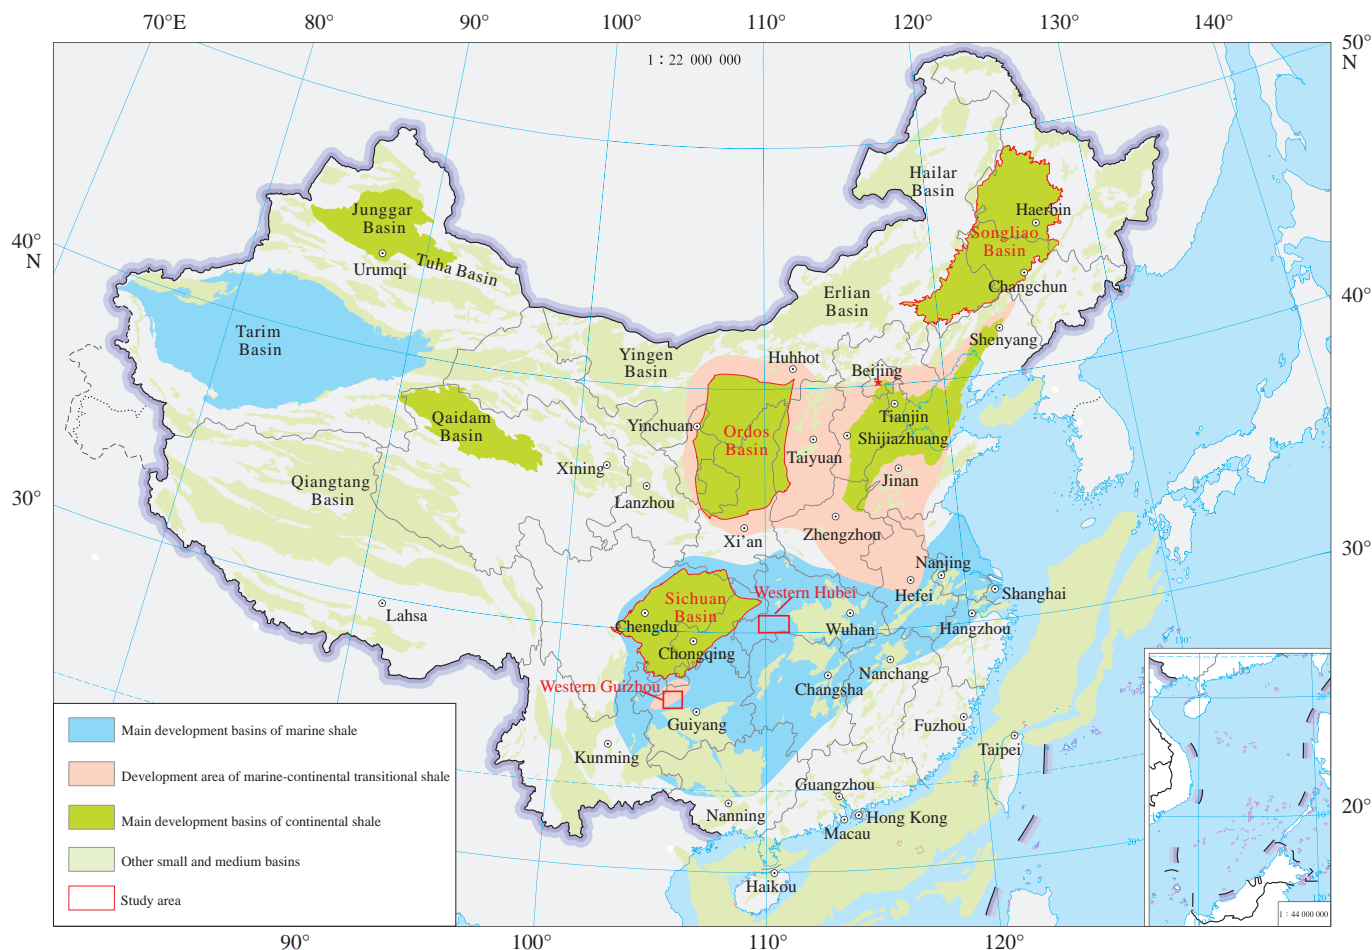 70°E
80°
90°
100°
110°
120°
130°
140°
50°
N
1 : 22 000 000
Hailar
Basin
Haerbin
Songliao
Basin
Changchun
Junggar
Basin
Urumqi
Tuha Basin
40°
N
40°
Erlian
Basin
Shenyang
Tarim
Basin
Yingen
Basin
Huhhot
Beijing
Tianjin
Qaidam
Basin
Yinchuan
Ordos
Basin
Taiyuan
Shijiazhuang
Xining
Lanzhou
Jinan
Qiangtang
Basin
30°
Xi'an
Zhengzhou
30°
Nanjing
Hefei
Shanghai
Lahsa
Sichuan
Basin
Western Hubei
Chengdu
Wuhan
Hangzhou
Chongqing
Nanchang
Changsha
Western Guizhou
Guiyang
Fuzhou
Kunming
Taipei
Guangzhou
Nanning
Hong Kong
Macau
Haikou
20°
20°
130°
20°
10°
120°
1 : 44 000 000
Main development basins of marine shale
Development area of marine-continental transitional shale
Main development basins of continental shale
Other small and medium basins
Study area
90°
100°
110°
120°